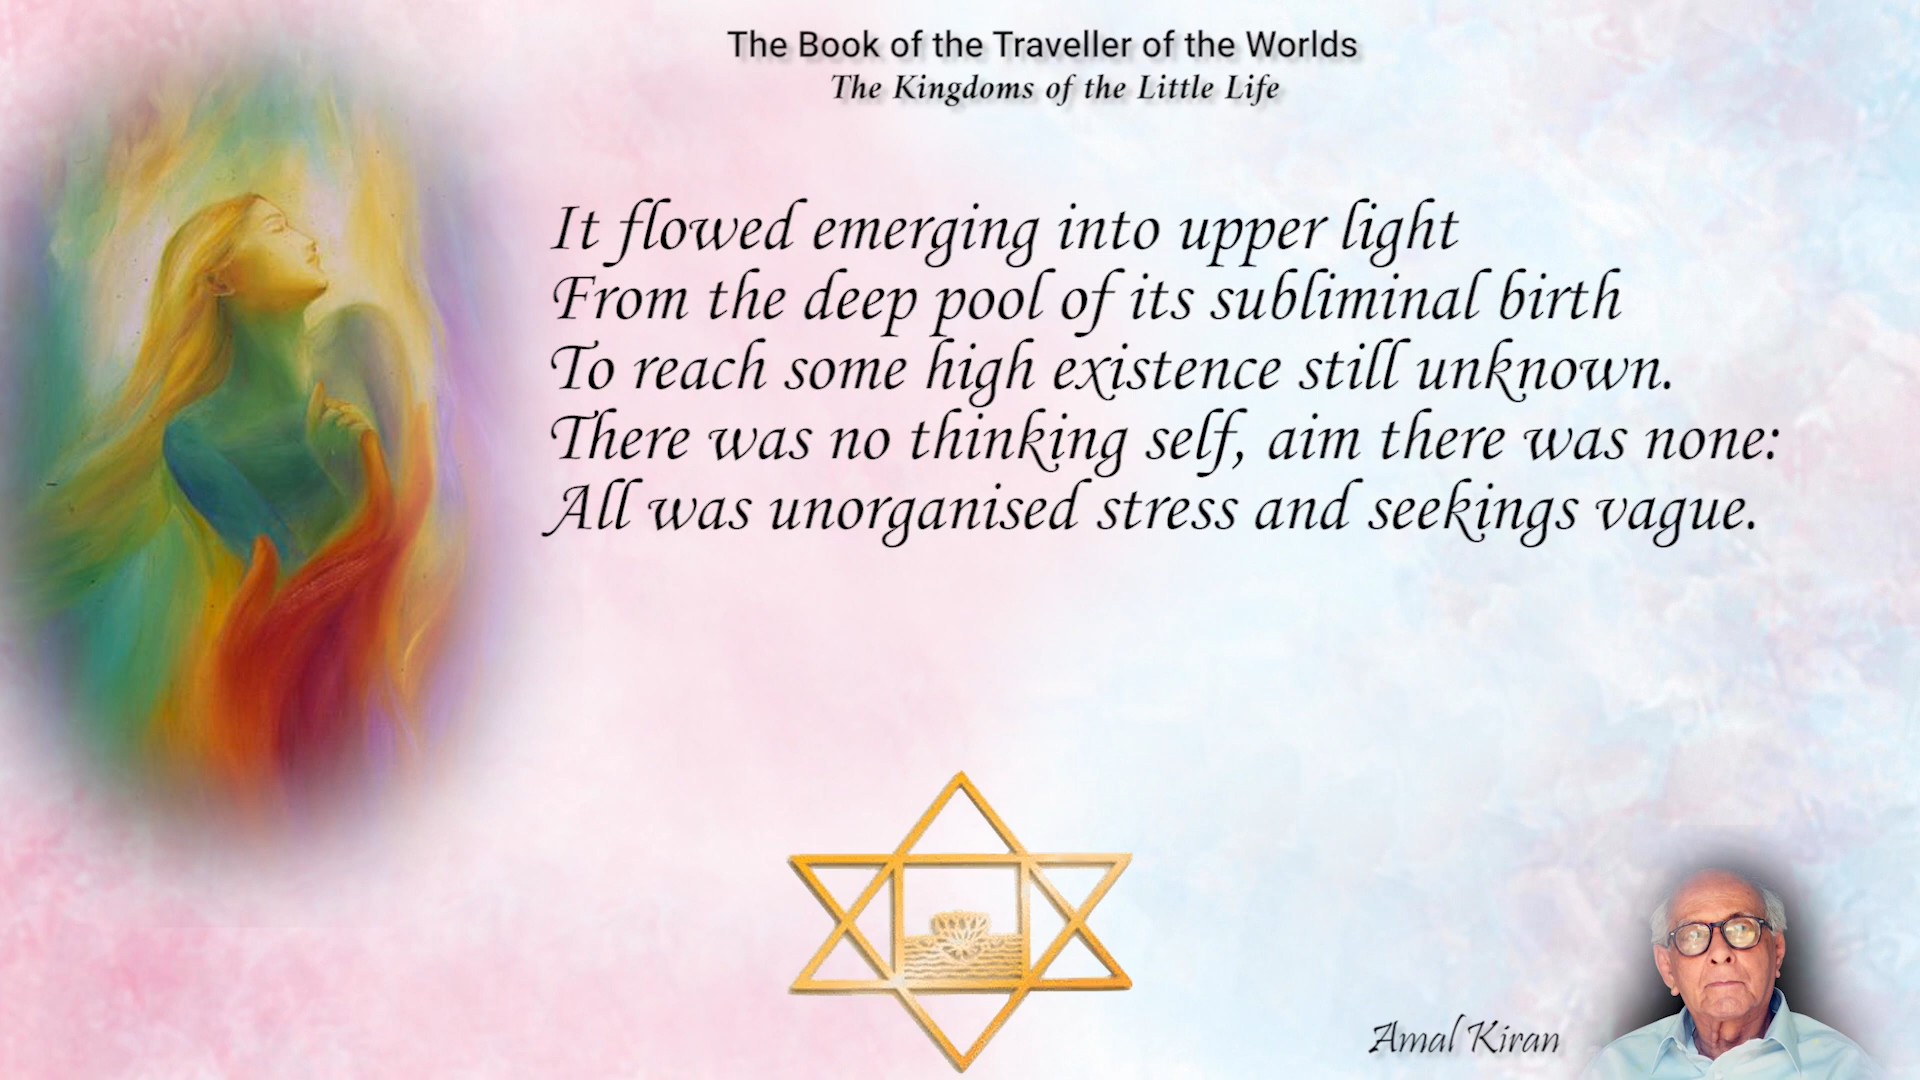 The Book of the Traveller of the Worlds
The Kingdoms of the Little Life
It flowed emerging into upper light
From the deep pool of its subliminal birth
To reach some high existence still unknown.
There was no thinking self, aim there was none:
All was unorganised stress and seekings vague.
Amal Kiran